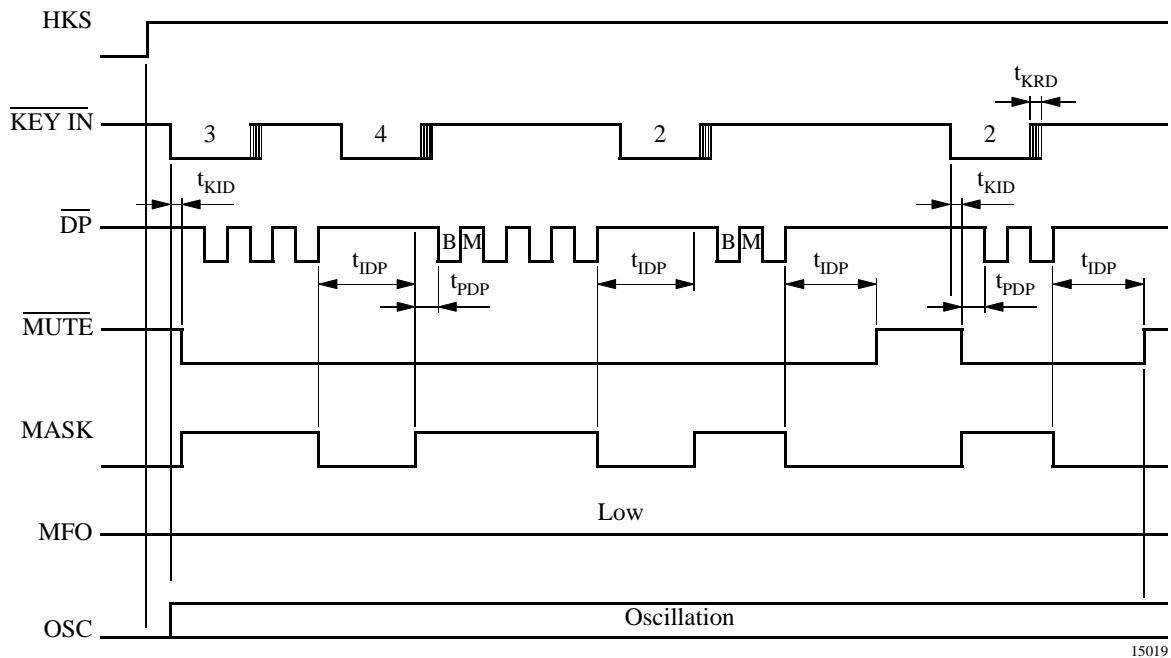 HKS
tKRD
KEY IN
3
4
2
2
tKID
tKID
DP
B M
B M
tIDP
tPDP
tIDP
tIDP
tPDP
tIDP
MUTE
MASK
Low
MFO
Oscillation
OSC
15019